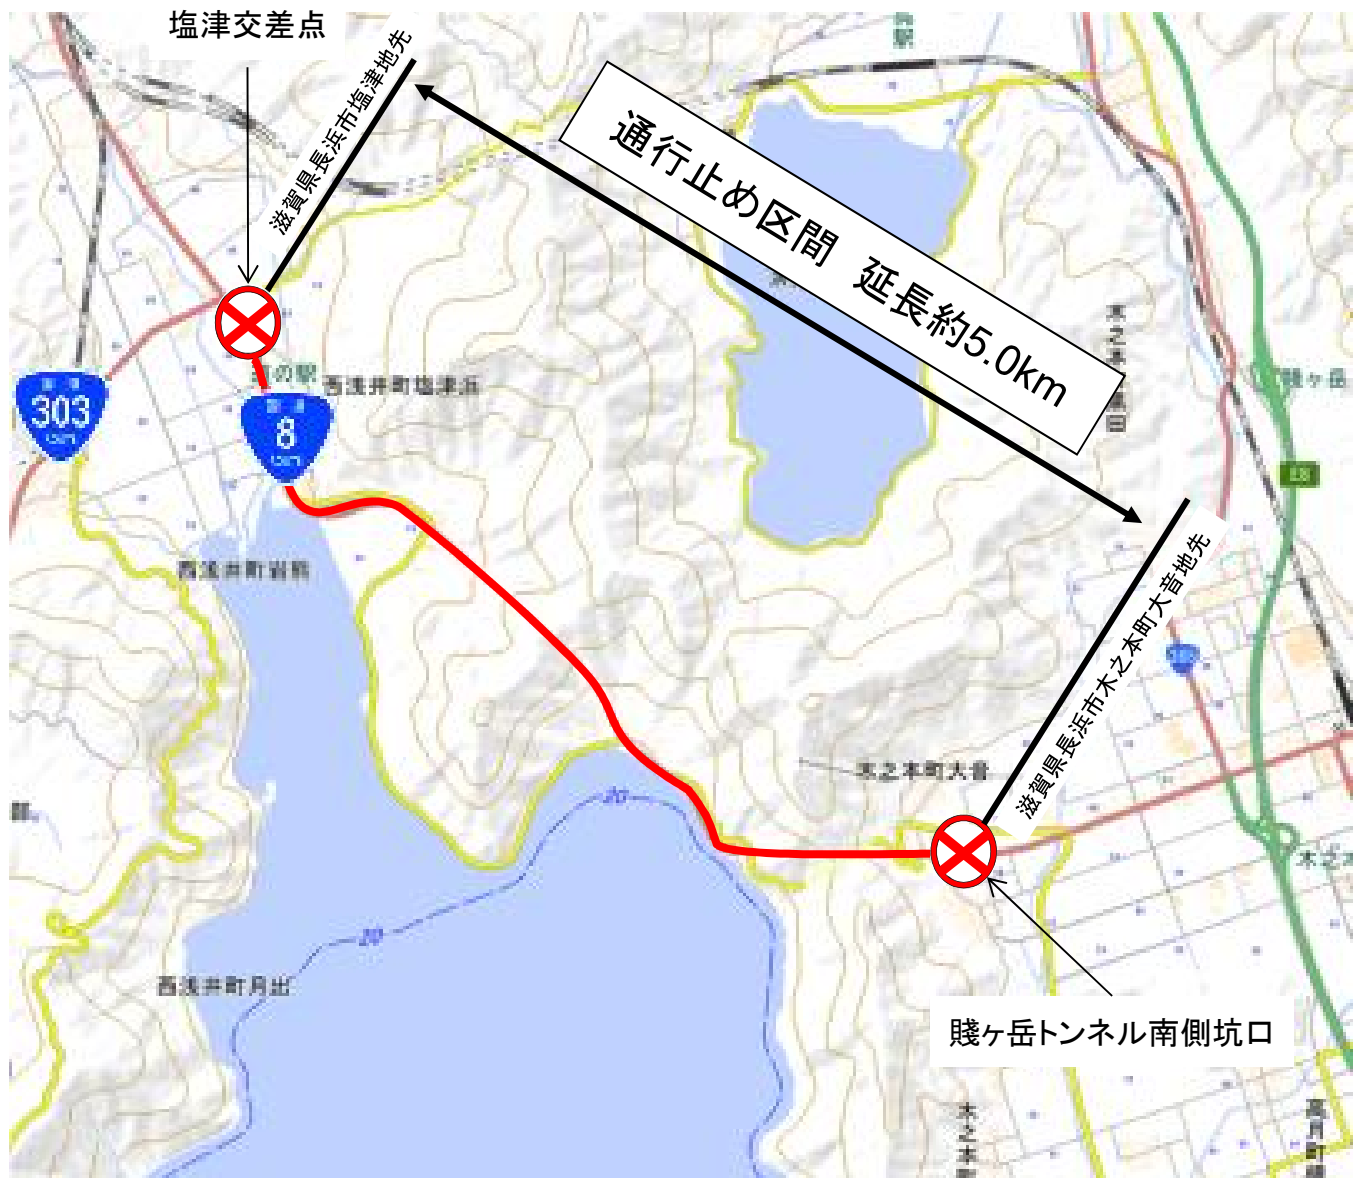 塩津交差点
滋賀県長浜市塩津地先
通行止め区間 延長約5.0km
303
8
西浅井町塩津浜
賤ヶ岳
西浅井町岩熊
滋賀県長浜市木之本町大音地先
木之本町大音
20
20
西浅井町月出
賤ヶ岳トンネル南側坑口